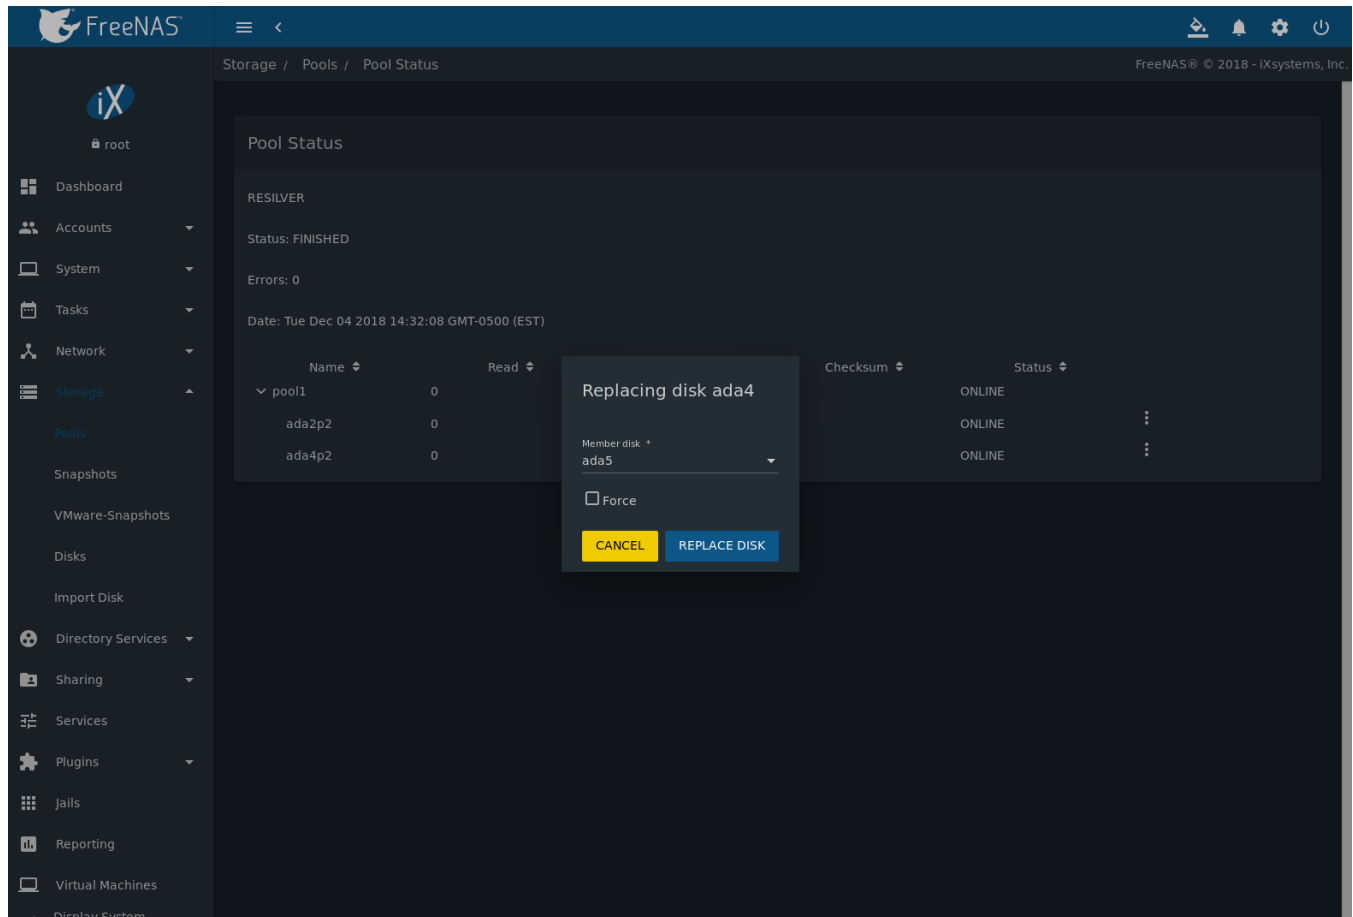 FreeNAS
Storage / Pools / Pool Status
FreeNAS® © 2018 - iXsystems, Inc.
iX
root
Dashboard
Accounts
System
Tasks
Network
Storage
Pools
Snapshots
VMware-Snapshots
Disks
Import Disk
Directory Services
Sharing
Services
Plugins
Jails
Reporting
Virtual Machines
Display System
Pool Status
RESILVER
Status: FINISHED
Errors: 0
Date: Tue Dec 04 2018 14:32:08 GMT-0500 (EST)
Name Read Checksum Status
pool1 0 ONLINE
ada2p2 0 ONLINE
ada4p2 0 ONLINE
Replacing disk ada4
Member disk *
ada5
Force
CANCEL REPLACE DISK